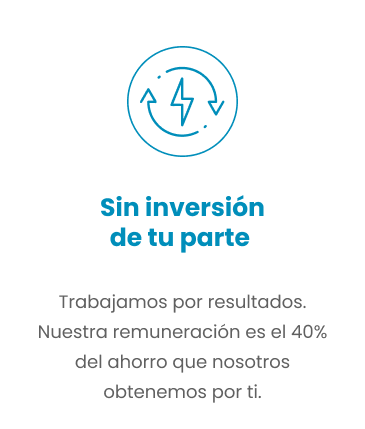 Sin inversión
de tu parte
Trabajamos por resultados.
Nuestra remuneración es el 40%
del ahorro que nosotros
obtenemos por ti.